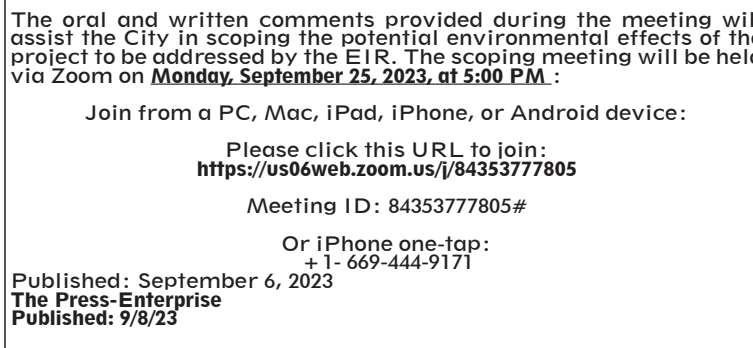 The oral and written comments provided during the meeting wil
assist the City in scoping the potential environmental effects of the
project to be addressed by the EIR. The scoping meeting will be held
via Zoom on Monday, September 25, 2023, at 5:00 PM :
Join from a PC, Mac, iPad, iPhone, or Android device:
Please click this URL to join:
https://us06web.zoom.us/j/84353777805
Meeting ID: 84353777805#
Or iPhone one-tap:
+1- 669-444-9171
Published: September 6, 2023
The Press-Enterprise
Published: 9/8/23